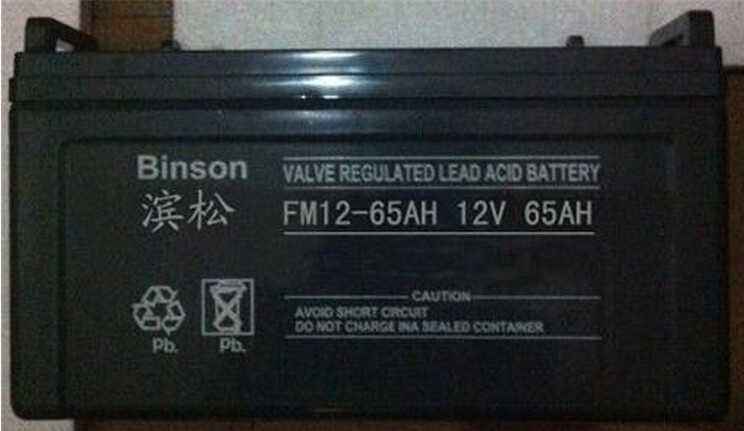 Binson
滨松
VALVE REGULATED LEAD ACID BATTERY
FM12-65AH 12V 65AH
CAUTION
AVOID SHORT CIRCUIT
DO NOT CHARGE INA SEALED CONTAINER
Pb.
Pb.